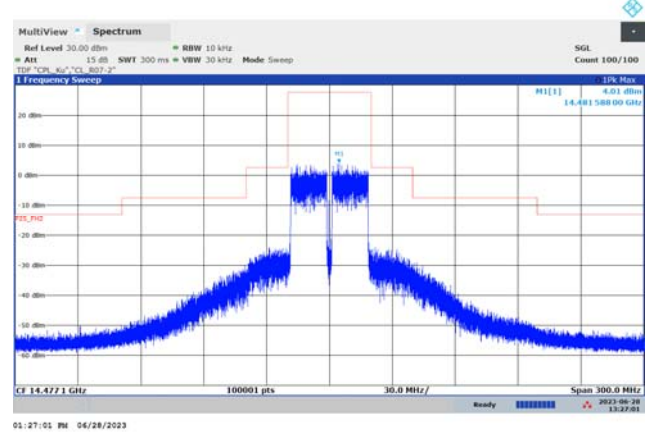 MultiView Spectrum
Ref Level 30.00 dBm RBW 10 kHz SGL
Att 15 dB SWT 300 ms VBW 30 kHz Mode Sweep Count 100/100
TDF "CPL_Ku","CL_R07-2"
1 Frequency Sweep 1Pk Max
M1[1] 4.01 dBm
14.481 588 00 GHz
20 dBm
10 dBm
M1
0 dBm
-10 dBm
-20 dBm
-30 dBm
-40 dBm
-50 dBm
-60 dBm
CF 14.477 1 GHz 100001 pts 30.0 MHz/ Span 300.0 MHz
Ready 2023-06-28
13:27:01
01:27:01 PM 06/28/2023